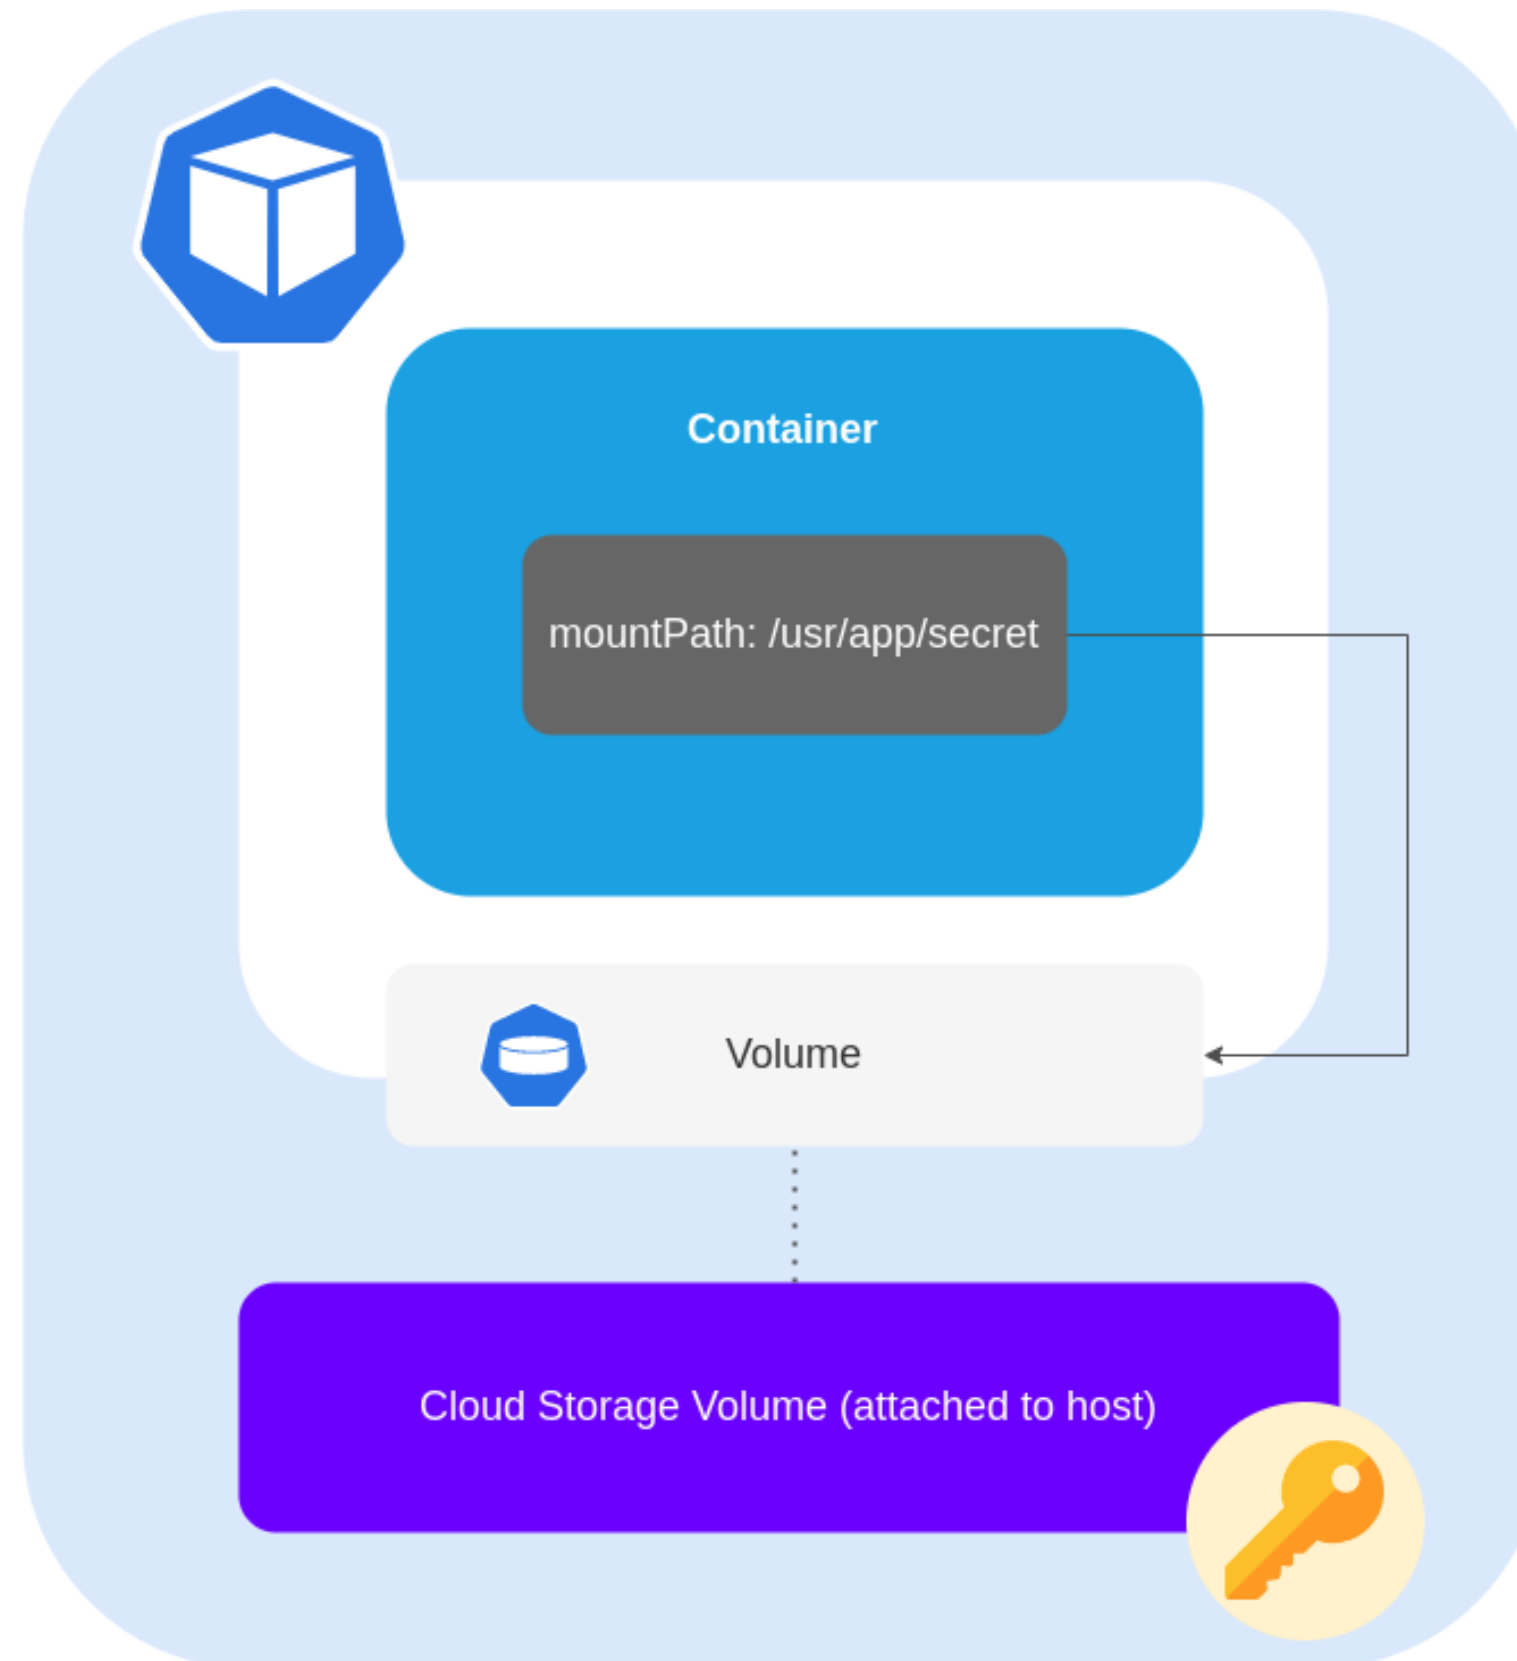 Container
mountPath: /usr/app/secret
Volume
Cloud Storage Volume (attached to host)